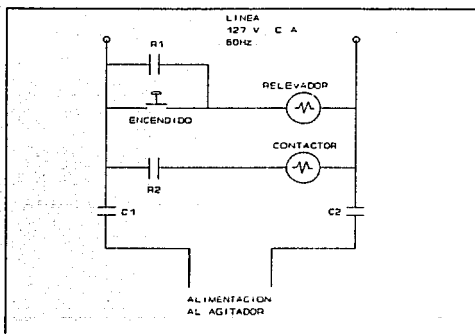 LINEA
127 V. C A
60Hz
R1
RELEVADOR
ENCENDIDO
CONTACTOR
R2
C1
C2
ALIMENTACION
AL AGITADOR